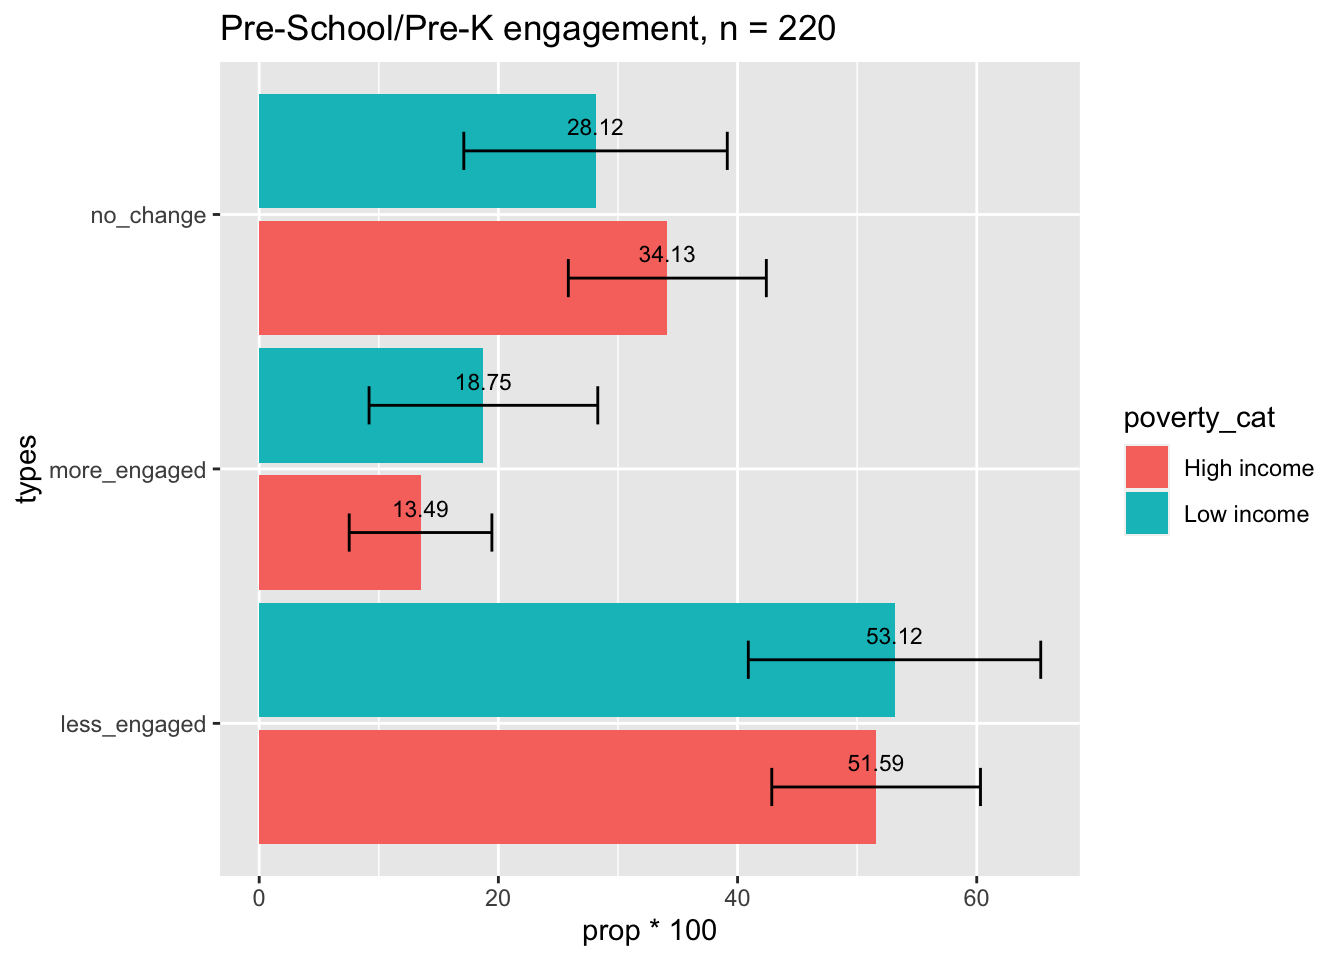 Pre-School/Pre-K engagement, n = 220
28.12
no_change
34.13
18.75
types
more_engaged
13.49
53.12
less_engaged
51.59
0 20 40 60
prop * 100
poverty_cat
High income
Low income